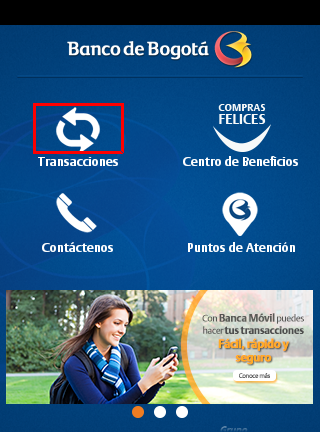 Banco de Bogotá
COMPRAS
FELICES
Transacciones
Centro de Beneficios
Contáctenos
Puntos de Atención
Con Banca Móvil puedes
hacer tus transacciones
Fácil, rápido y
seguro
Conoce más
Grupo